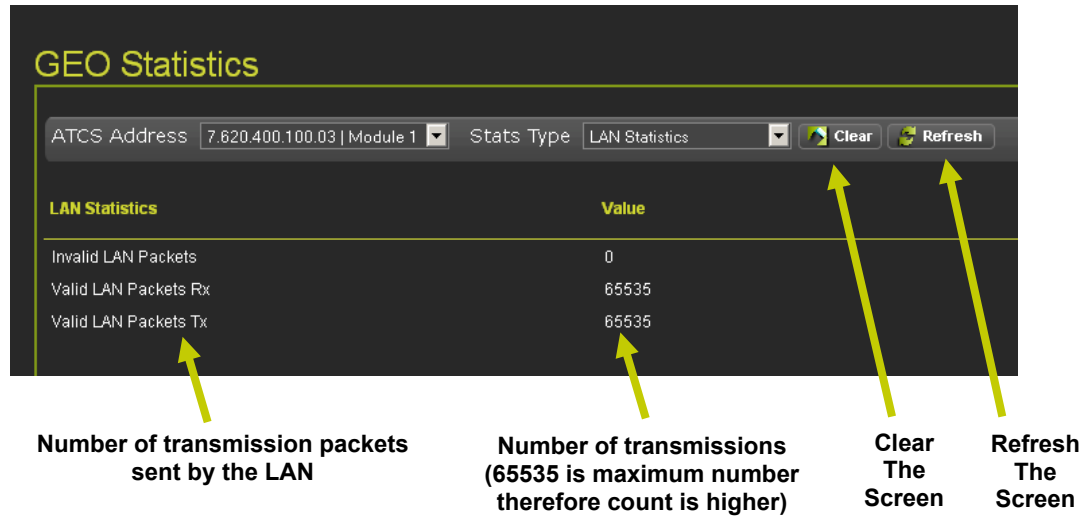 GEO Statistics
ATCS Address 7.620.400.100.03 | Module 1 Stats Type LAN Statistics Clear Refresh
LAN Statistics Value
Invalid LAN Packets 0
Valid LAN Packets Rx 65535
Valid LAN Packets Tx 65535
Number of transmission packets
sent by the LAN
Number of transmissions
(65535 is maximum number
therefore count is higher)
Clear
The
Screen
Refresh
The
Screen